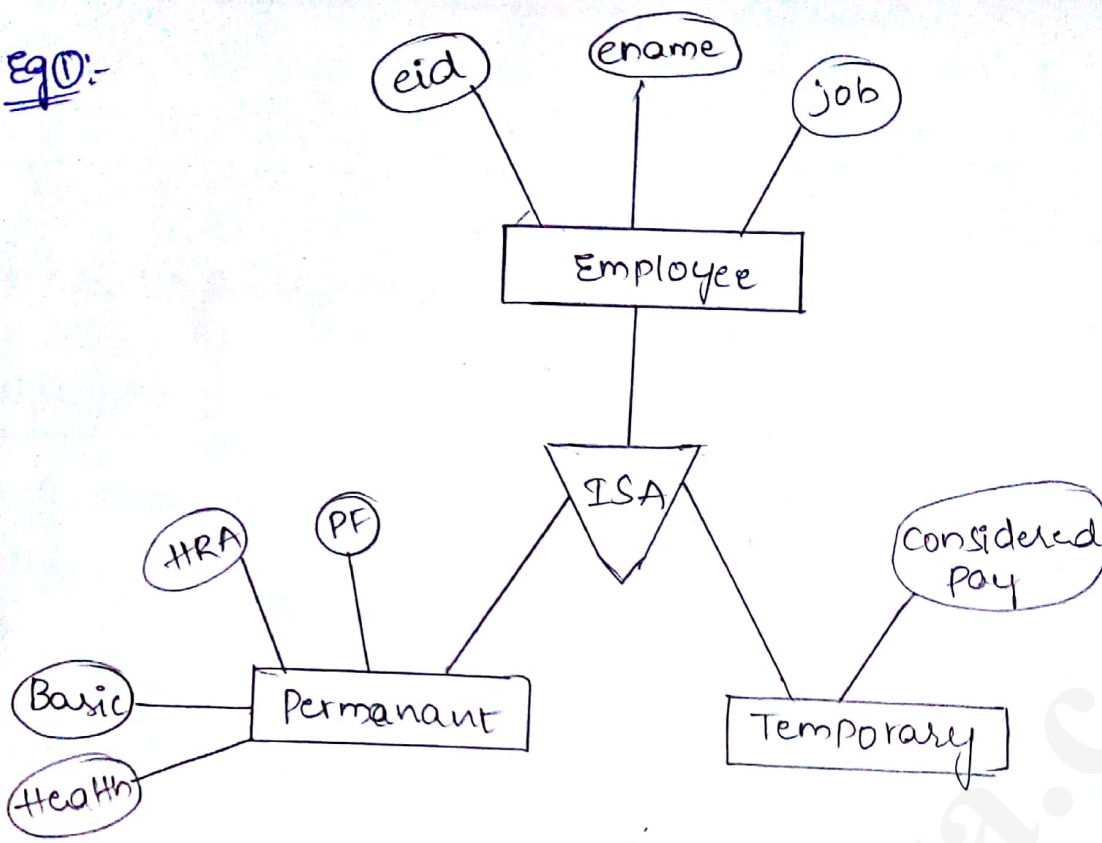 Eg①:-
eid
ename
job
Employee
ISA
HRA
PF
Considered
pay
Basic
Permanant
Temporary
Health
a.c